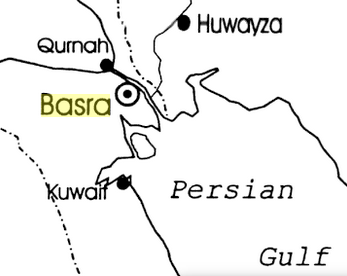 Huwayza
Qurnah
Basra
Kuwait
Persian
Gulf